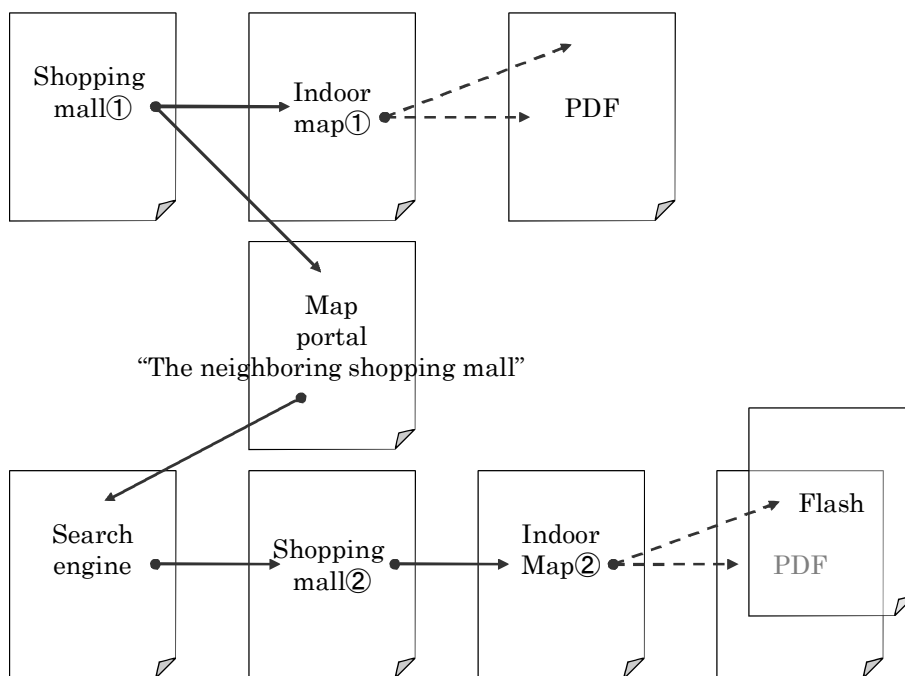 Shopping
mall①
Indoor
map①
PDF
Map
portal
“The neighboring shopping mall”
Search
engine
Shopping
mall②
Indoor
Map②
Flash
PDF